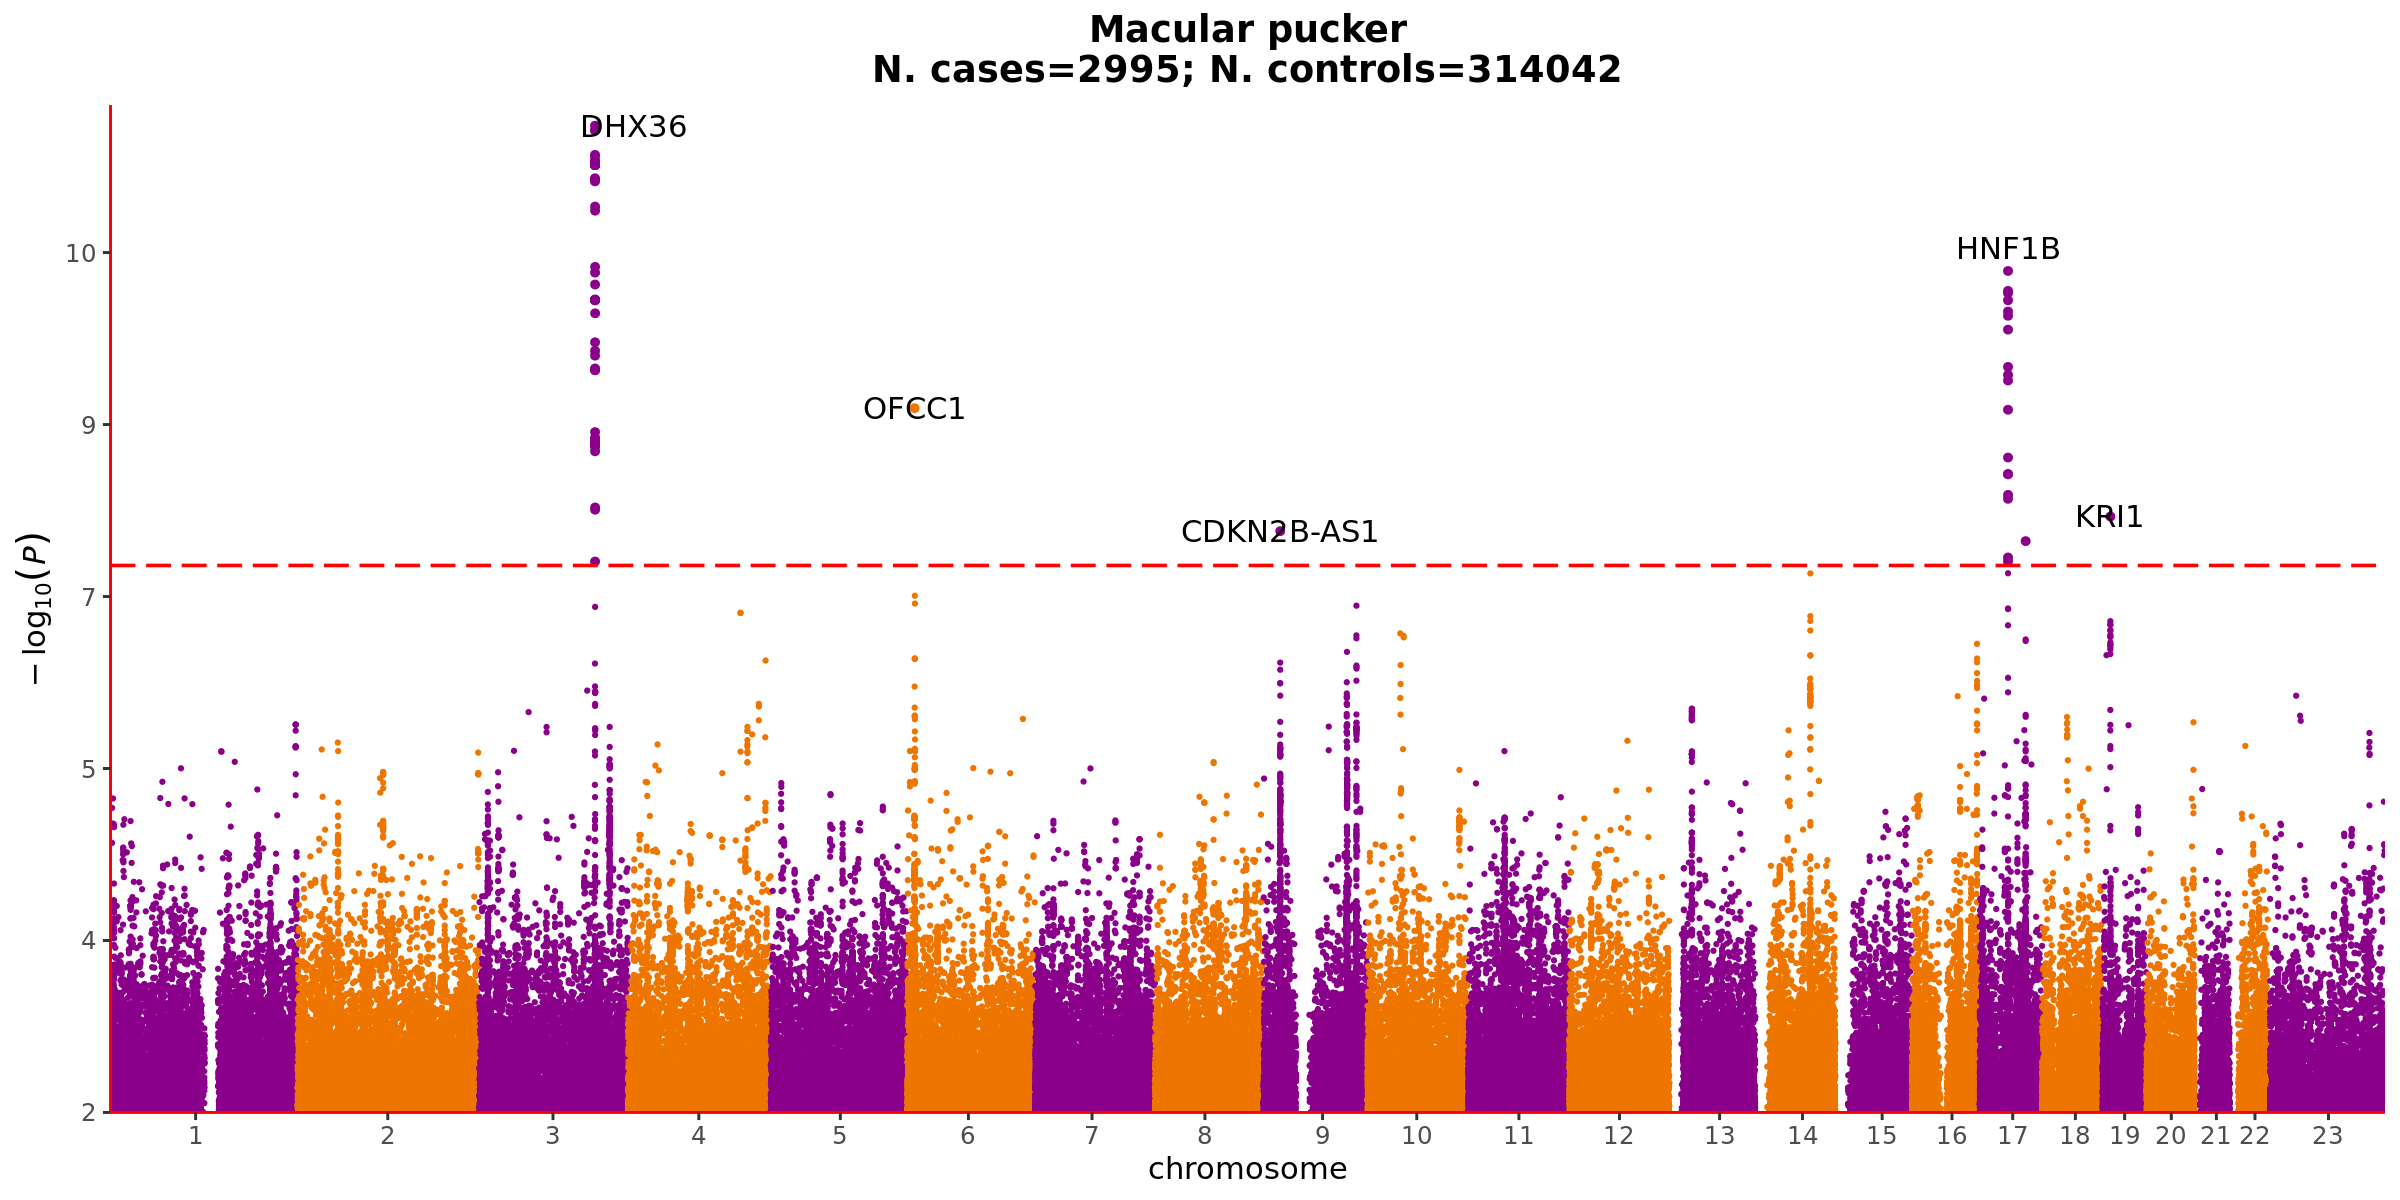 Macular pucker
N. cases=2995; N. controls=314042
DHX36
HNF1B
OFCC1
KRI1
CDKN2B-AS1
− log10(P)
10
9
7
5
4
2
1 2 3 4 5 6 7 8 9 10 11 12 13 14 15 16 17 18 19 20 21 22 23
chromosome